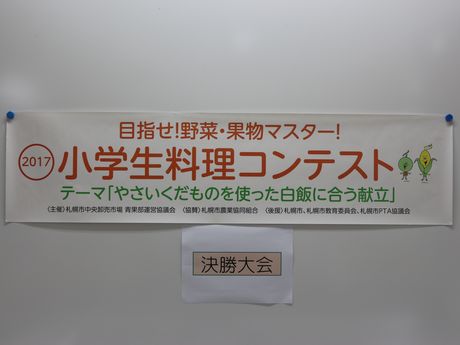 目指せ!野菜・果物マスター!
2017 小学生料理コンテスト
テーマ「やさいくだものを使った白飯に合う献立」
〈主催〉札幌市中央卸売市場 青果部運営協議会 〈協賛〉札幌市農業協同組合 〈後援〉札幌市、札幌市教育委員会、札幌市PTA協議会
決勝大会